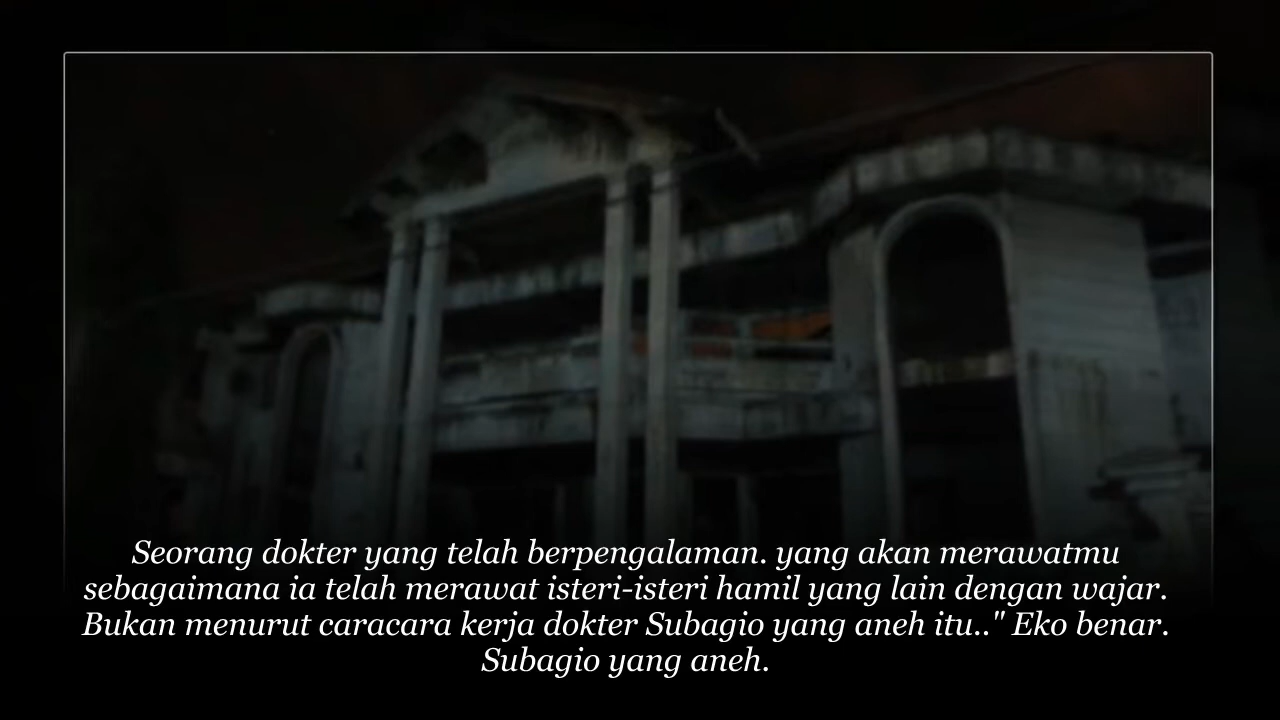 Seorang dokter yang telah berpengalaman. yang akan merawatmu
sebagaimana ia telah merawat isteri-isteri hamil yang lain dengan wajar.
Bukan menurut caracara kerja dokter Subagio yang aneh itu.." Eko benar.
Subagio yang aneh.